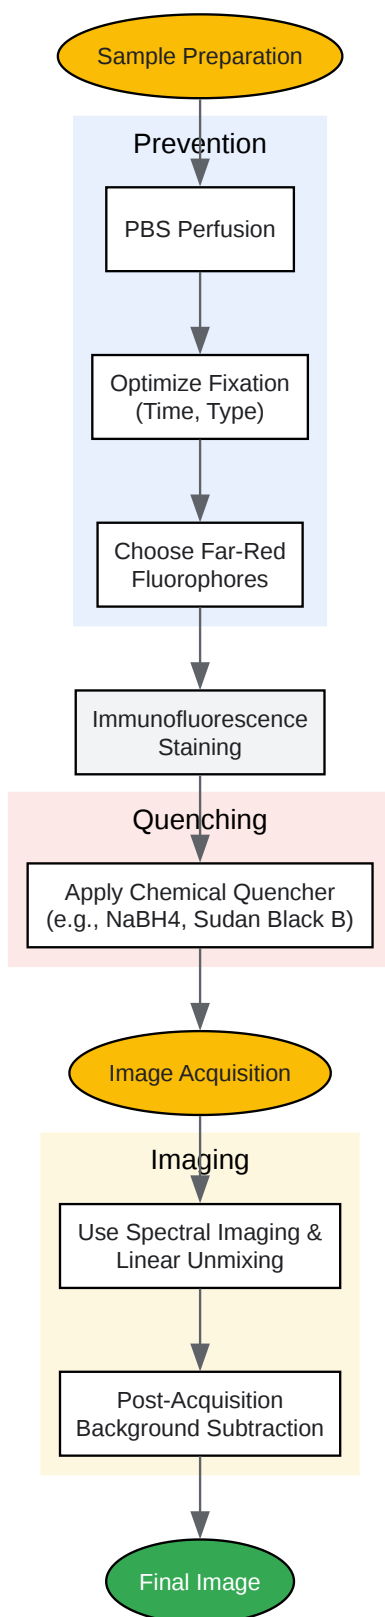 Sample Preparation
Prevention
PBS Perfusion
Optimize Fixation
(Time, Type)
Choose Far-Red
Fluorophores
Immunofluorescence
Staining
Quenching
Apply Chemical Quencher
(e.g., NaBH4, Sudan Black B)
Image Acquisition
Imaging
Use Spectral Imaging &
Linear Unmixing
Post-Acquisition
Background Subtraction
Final Image